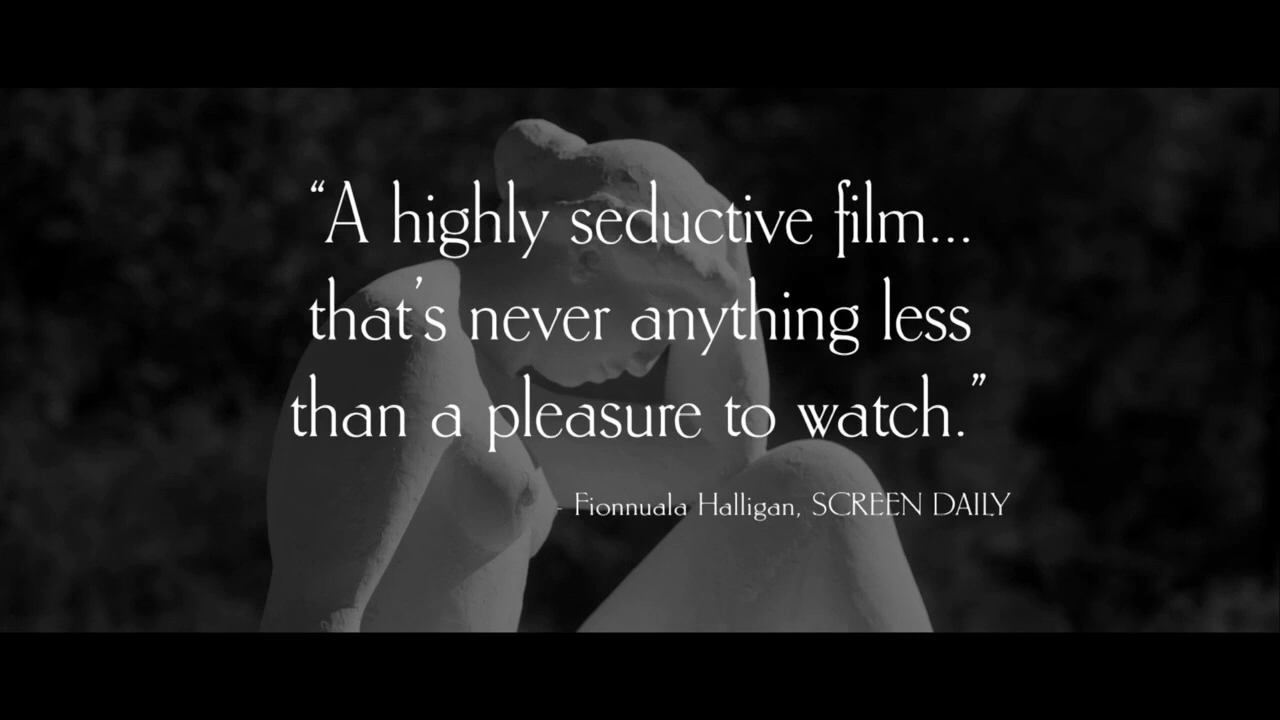 “A highly seductive film...
that’s never anything less
than a pleasure to watch.”
- Fionnuala Halligan, SCREEN DAILY